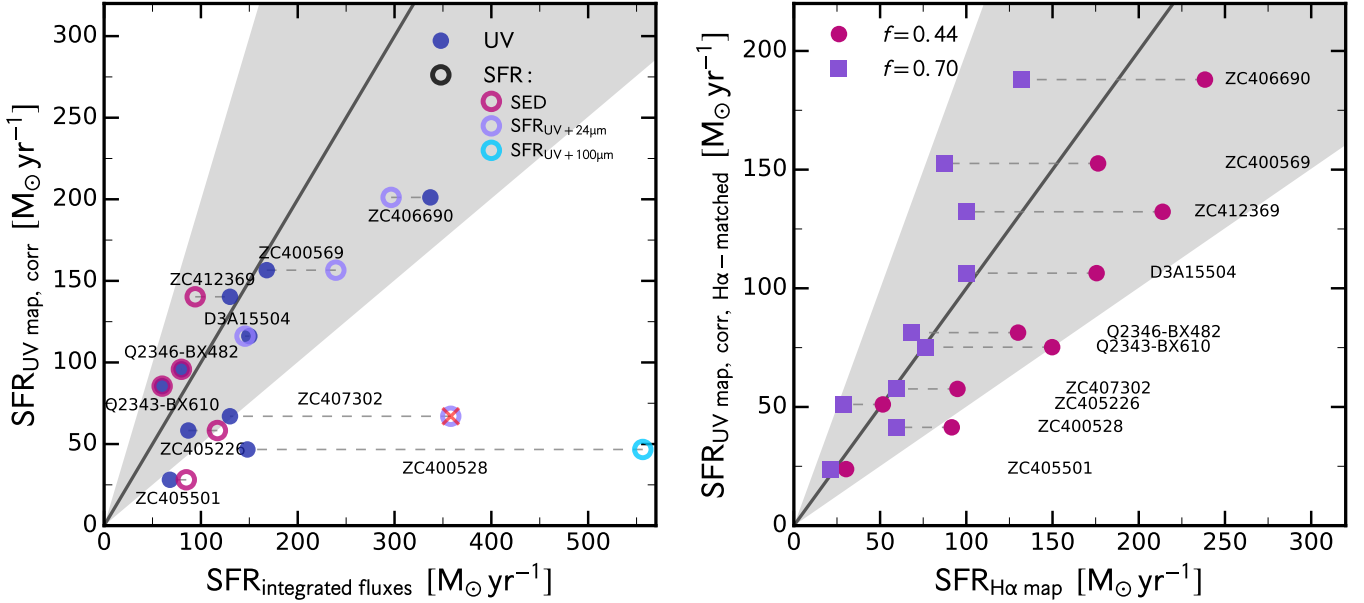 300
250
200
150
100
50
0
SFR_UV map, corr [M⊙ yr⁻¹]
UV
SFR:
SED
SFR_UV+24μm
SFR_UV+100μm
ZC406690
ZC400569
ZC412369
D3A15504
Q2346-BX482
Q2343-BX610
ZC407302
ZC405226
ZC400528
ZC405501
0 100 200 300 400 500
SFR_integrated fluxes [M⊙ yr⁻¹]
200
150
100
50
0
SFR_UV map, corr, Hα−matched [M⊙ yr⁻¹]
f=0.44
f=0.70
ZC406690
ZC400569
ZC412369
D3A15504
Q2346-BX482
Q2343-BX610
ZC407302
ZC405226
ZC400528
ZC405501
0 50 100 150 200 250 300
SFR_Hα map [M⊙ yr⁻¹]